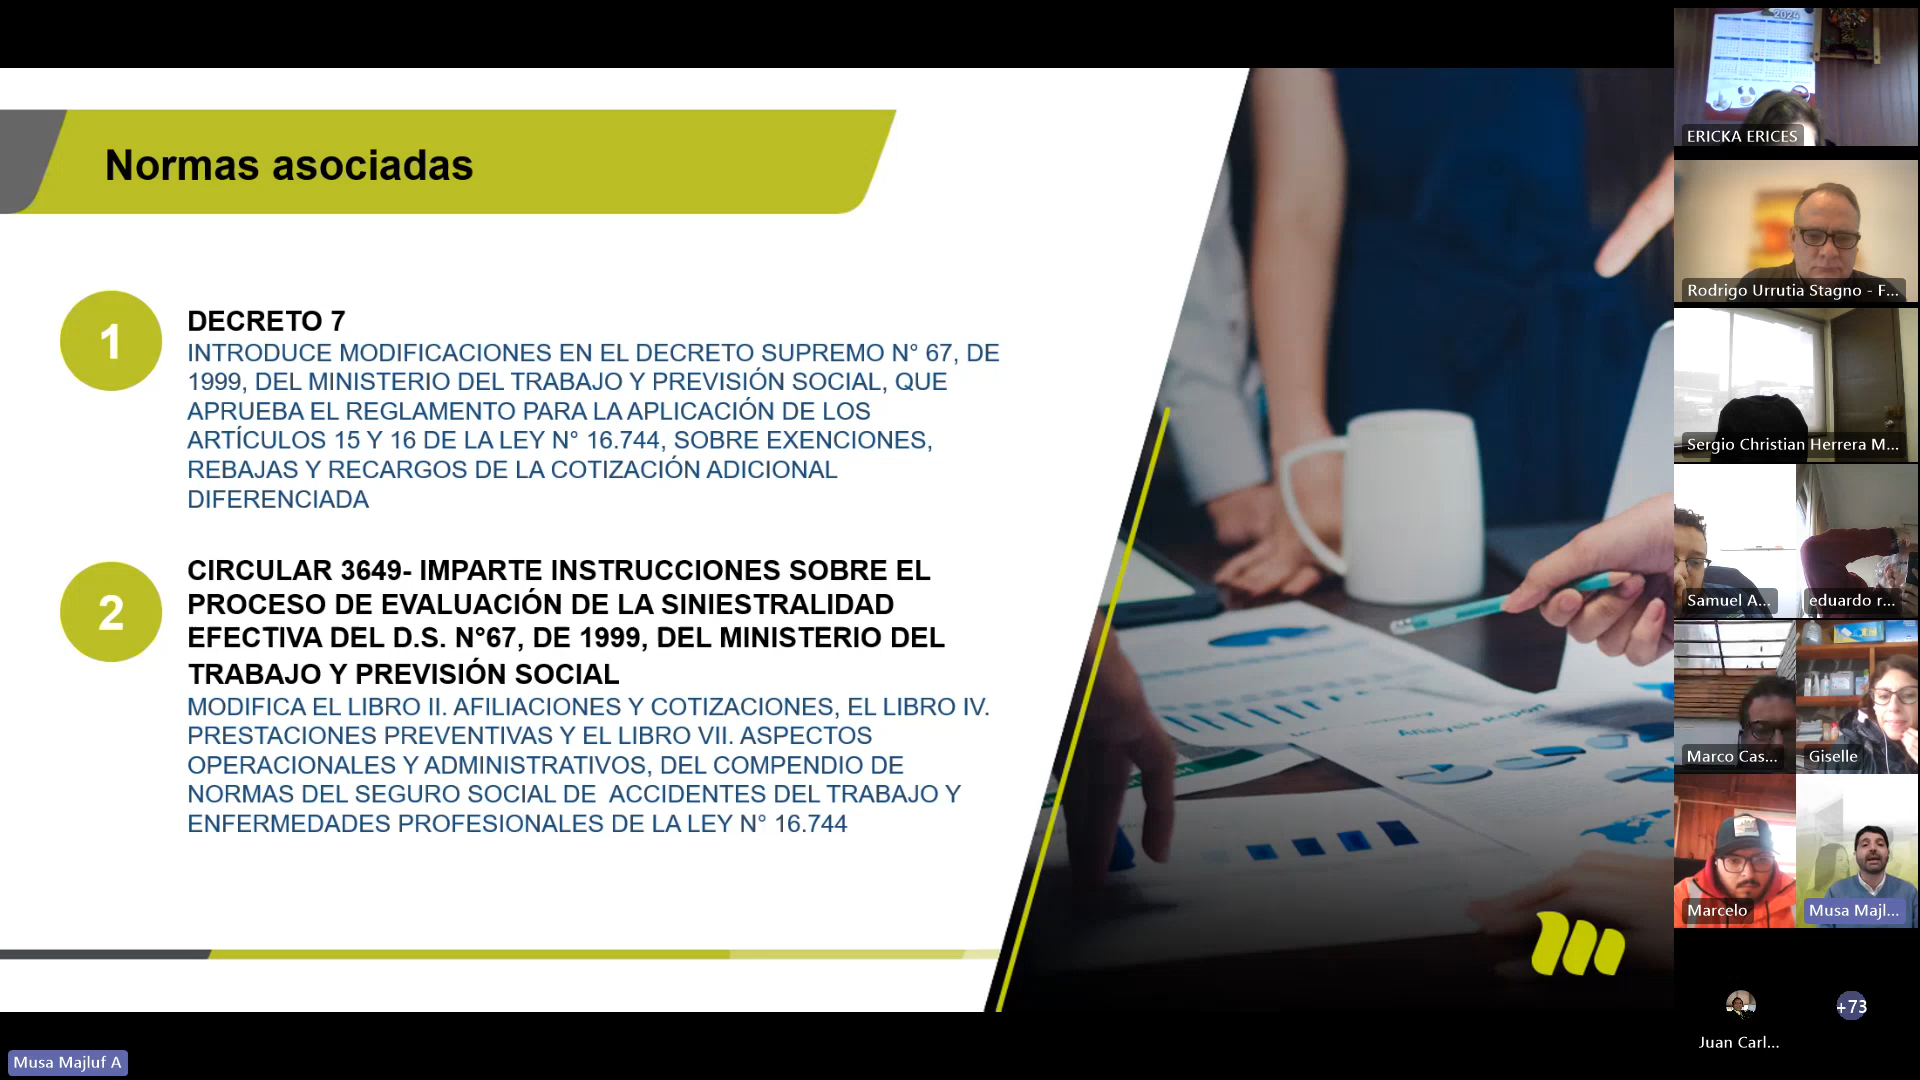 Normas asociadas
1
DECRETO 7
INTRODUCE MODIFICACIONES EN EL DECRETO SUPREMO N° 67, DE
1999, DEL MINISTERIO DEL TRABAJO Y PREVISIÓN SOCIAL, QUE
APRUEBA EL REGLAMENTO PARA LA APLICACIÓN DE LOS
ARTÍCULOS 15 Y 16 DE LA LEY N° 16.744, SOBRE EXENCIONES,
REBAJAS Y RECARGOS DE LA COTIZACIÓN ADICIONAL
DIFERENCIADA
2
CIRCULAR 3649- IMPARTE INSTRUCCIONES SOBRE EL
PROCESO DE EVALUACIÓN DE LA SINIESTRALIDAD
EFECTIVA DEL D.S. N°67, DE 1999, DEL MINISTERIO DEL
TRABAJO Y PREVISIÓN SOCIAL
MODIFICA EL LIBRO II. AFILIACIONES Y COTIZACIONES, EL LIBRO IV.
PRESTACIONES PREVENTIVAS Y EL LIBRO VII. ASPECTOS
OPERACIONALES Y ADMINISTRATIVOS, DEL COMPENDIO DE
NORMAS DEL SEGURO SOCIAL DE  ACCIDENTES DEL TRABAJO Y
ENFERMEDADES PROFESIONALES DE LA LEY N° 16.744
Analysis Report
Musa Majluf A
2024
ERICKA ERICES
Rodrigo Urrutia Stagno - F...
Sergio Christian Herrera M...
Samuel A...
eduardo r...
Marco Cas...
Giselle
Marcelo
Musa Majl...
Juan Carl...
+73